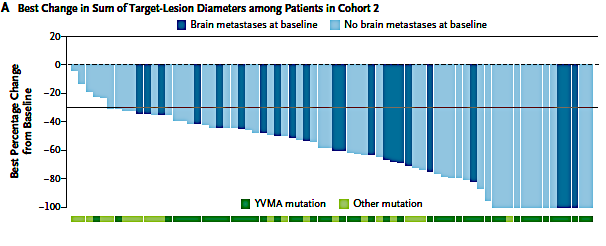 A Best Change in Sum of Target-Lesion Diameters among Patients in Cohort 2
Brain metastases at baseline No brain metastases at baseline
Best Percentage Change
from Baseline
20
0
−20
−40
−60
−80
−100
YVMA mutation Other mutation